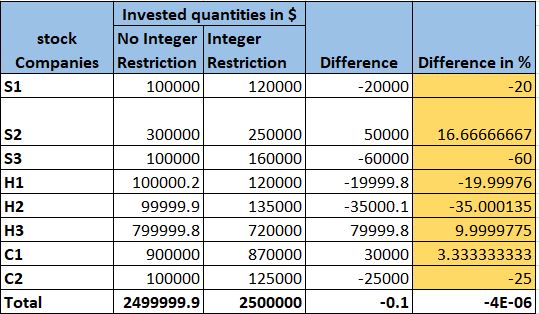 Invested quantities in $
stock Companies No Integer Restriction Integer Restriction Difference Difference in %
S1 100000 120000 -20000 -20
S2 300000 250000 50000 16.66666667
S3 100000 160000 -60000 -60
H1 100000.2 120000 -19999.8 -19.99976
H2 99999.9 135000 -35000.1 -35.000135
H3 799999.8 720000 79999.8 9.9999775
C1 900000 870000 30000 3.333333333
C2 100000 125000 -25000 -25
Total 2499999.9 2500000 -0.1 -4E-06